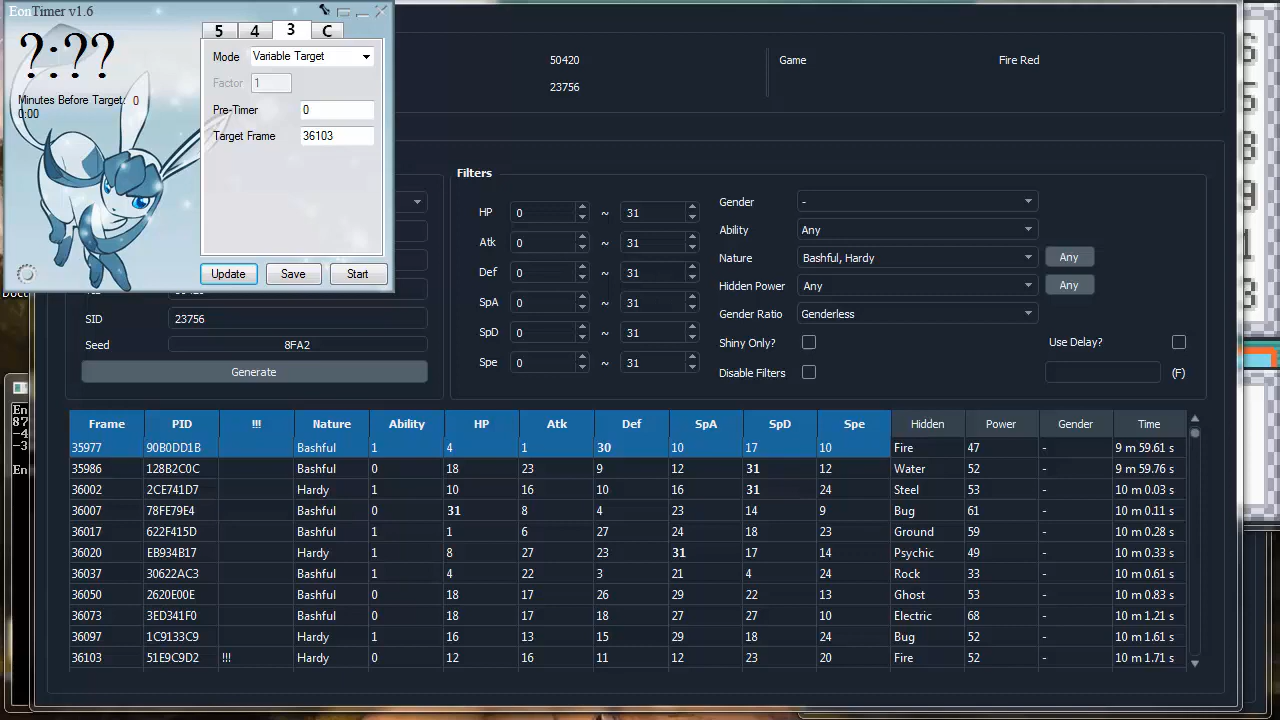 EonTimer v1.6
?:??
Minutes Before Target: 0
0:00
5 4 3 C
Mode Variable Target
Factor 1
Pre-Timer 0
Target Frame 36103
Update Save Start
50420
23756
Game Fire Red
SID 23756
Seed 8FA2
Generate
Filters
HP 0 ~ 31
Atk 0 ~ 31
Def 0 ~ 31
SpA 0 ~ 31
SpD 0 ~ 31
Spe 0 ~ 31
Gender -
Ability Any
Nature Bashful, Hardy Any
Hidden Power Any Any
Gender Ratio Genderless
Shiny Only?
Disable Filters
Use Delay?
(F)
Frame PID !!! Nature Ability HP Atk Def SpA SpD Spe Hidden Power Gender Time
35977 90B0DD1B Bashful 1 4 1 30 10 17 10 Fire 47 - 9 m 59.61 s
35986 128B2C0C Bashful 0 18 23 9 12 31 12 Water 52 - 9 m 59.76 s
36002 2CE741D7 Hardy 1 10 16 10 16 31 24 Steel 53 - 10 m 0.03 s
36007 78FE79E4 Bashful 0 31 8 4 23 14 9 Bug 61 - 10 m 0.11 s
36017 622F415D Bashful 1 1 6 27 24 18 23 Ground 59 - 10 m 0.28 s
36020 EB934B17 Hardy 1 8 27 23 31 17 14 Psychic 49 - 10 m 0.33 s
36037 30622AC3 Bashful 1 4 22 3 21 4 24 Rock 33 - 10 m 0.61 s
36050 2620E00E Bashful 0 18 17 26 29 22 13 Ghost 53 - 10 m 0.83 s
36073 3ED341F0 Bashful 0 18 17 18 27 27 10 Electric 68 - 10 m 1.21 s
36097 1C9133C9 Hardy 1 16 13 15 29 18 24 Bug 52 - 10 m 1.61 s
36103 51E9C9D2 !!! Hardy 0 12 16 11 12 23 20 Fire 52 - 10 m 1.71 s
En
87
-4
-3
En